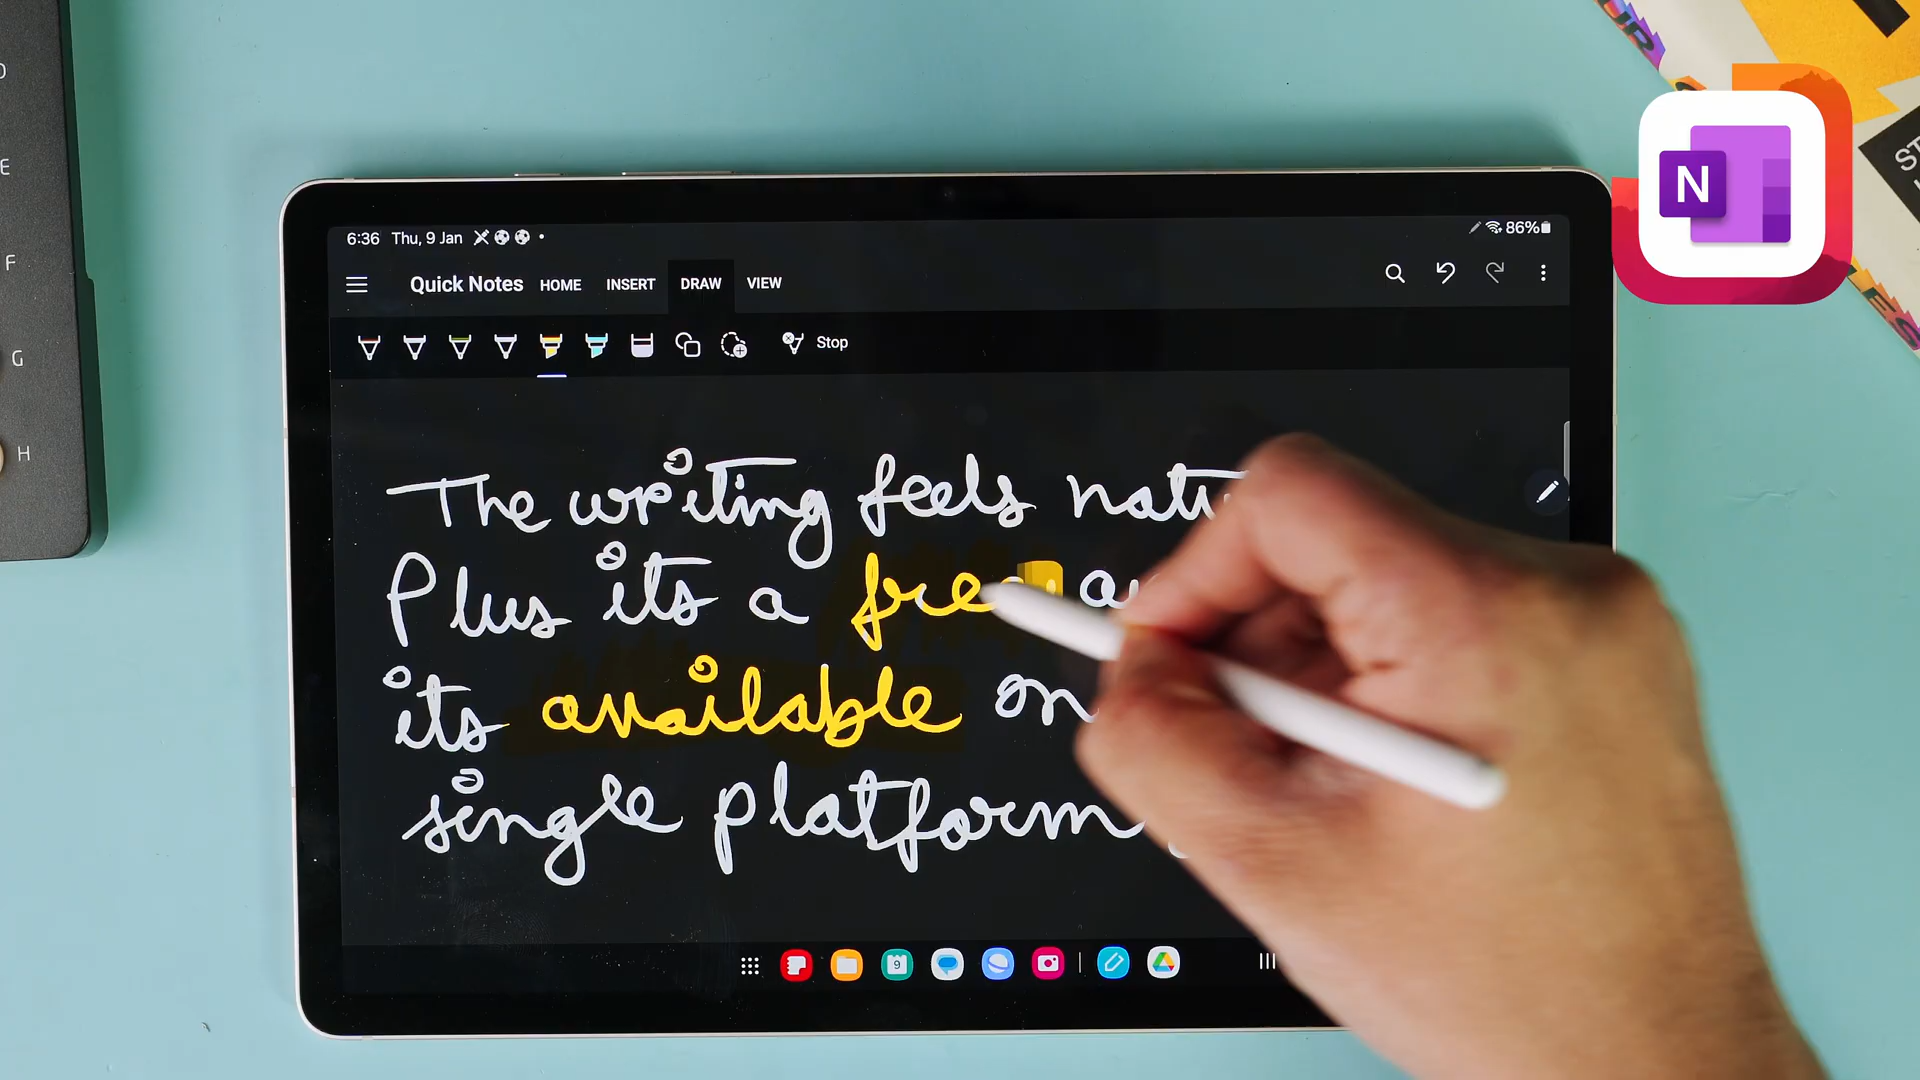 6:36 Thu, 9 Jan
86%
Quick Notes HOME INSERT DRAW VIEW
Stop
The writing feels
Plus its a
its available on
single platform
9
N
E
F
G
H